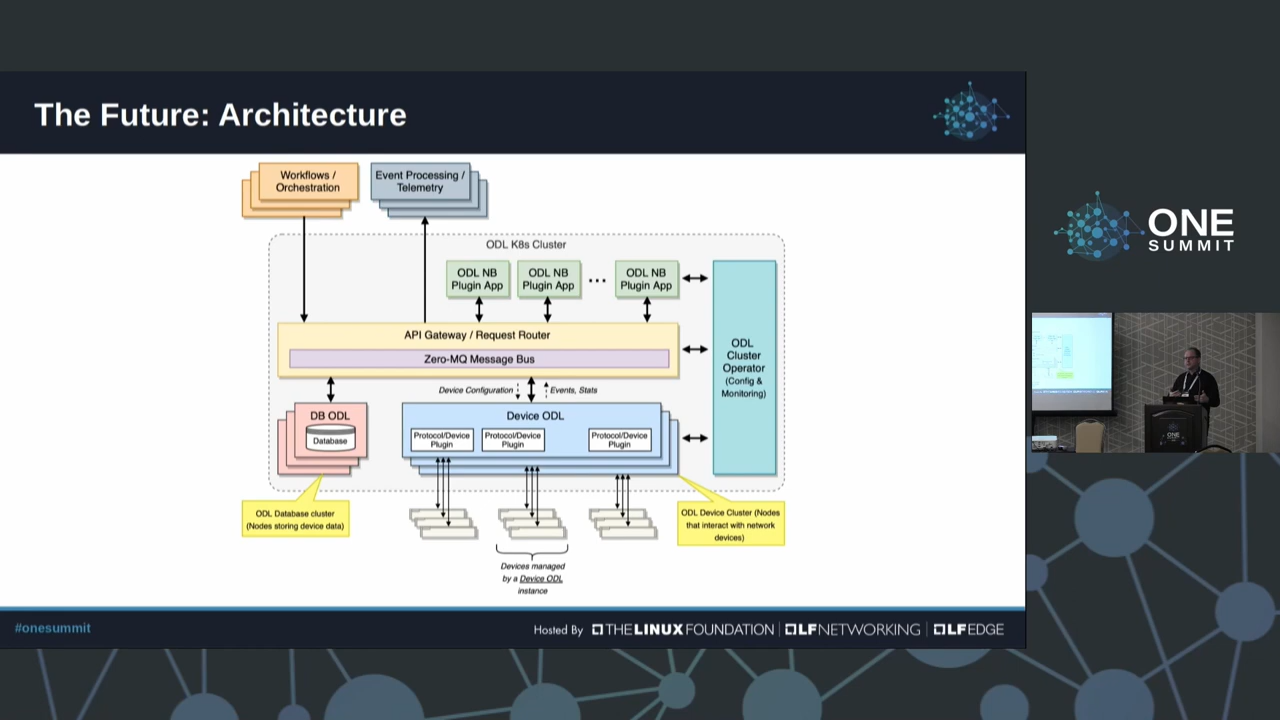 The Future: Architecture
Workflows /
Orchestration
Event Processing /
Telemetry
ODL K8s Cluster
ODL NB
Plugin App
ODL NB
Plugin App
...
ODL NB
Plugin App
API Gateway / Request Router
Zero-MQ Message Bus
ODL
Cluster
Operator
(Config &
Monitoring)
Device Configuration
Events, Stats
DB ODL
Database
Device ODL
Protocol/Device
Plugin
Protocol/Device
Plugin
Protocol/Device
Plugin
ODL Database cluster
(Nodes storing device data)
ODL Device Cluster (Nodes
that interact with network
devices)
Devices managed
by a Device ODL
instance
#onesummit
Hosted By THE LINUX FOUNDATION | LF NETWORKING | LF EDGE
ONE
SUMMIT